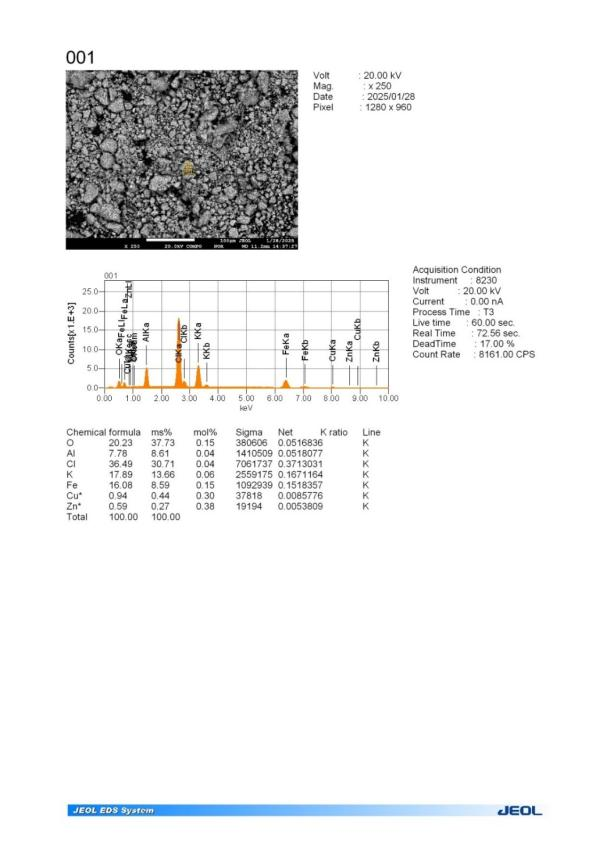 001
Volt : 20.00 kV
Mag. : x 250
Date : 2025/01/28
Pixel : 1280 x 960
100µm JEOL 1/28/2025
X 250 20.0kV COMPO NOR WD 11.2mm 14:37:27
001
Counts[x1.E+3]
25.0
20.0
15.0
10.0
5.0
0.0
OKa
FeLl
FeLa
ZnLl
AlKa
ClKa
ClKb
KKa
KKb
FeKa
FeKb
CuKa
ZnKa
CuKb
ZnKb
0.00 1.00 2.00 3.00 4.00 5.00 6.00 7.00 8.00 9.00 10.00
keV
Acquisition Condition
Instrument : 8230
Volt : 20.00 kV
Current : 0.00 nA
Process Time : T3
Live time : 60.00 sec.
Real Time : 72.56 sec.
DeadTime : 17.00 %
Count Rate : 8161.00 CPS
Chemical formula ms% mol% Sigma Net K ratio Line
O 20.23 37.73 0.15 380606 0.0516836 K
Al 7.78 8.61 0.04 1410509 0.0518077 K
Cl 36.49 30.71 0.04 7061737 0.3713031 K
K 17.89 13.66 0.06 2559175 0.1671164 K
Fe 16.08 8.59 0.15 1092939 0.1518357 K
Cu* 0.94 0.44 0.30 37818 0.0085776 K
Zn* 0.59 0.27 0.38 19194 0.0053809 K
Total 100.00 100.00
JEOL EDS System
JEOL